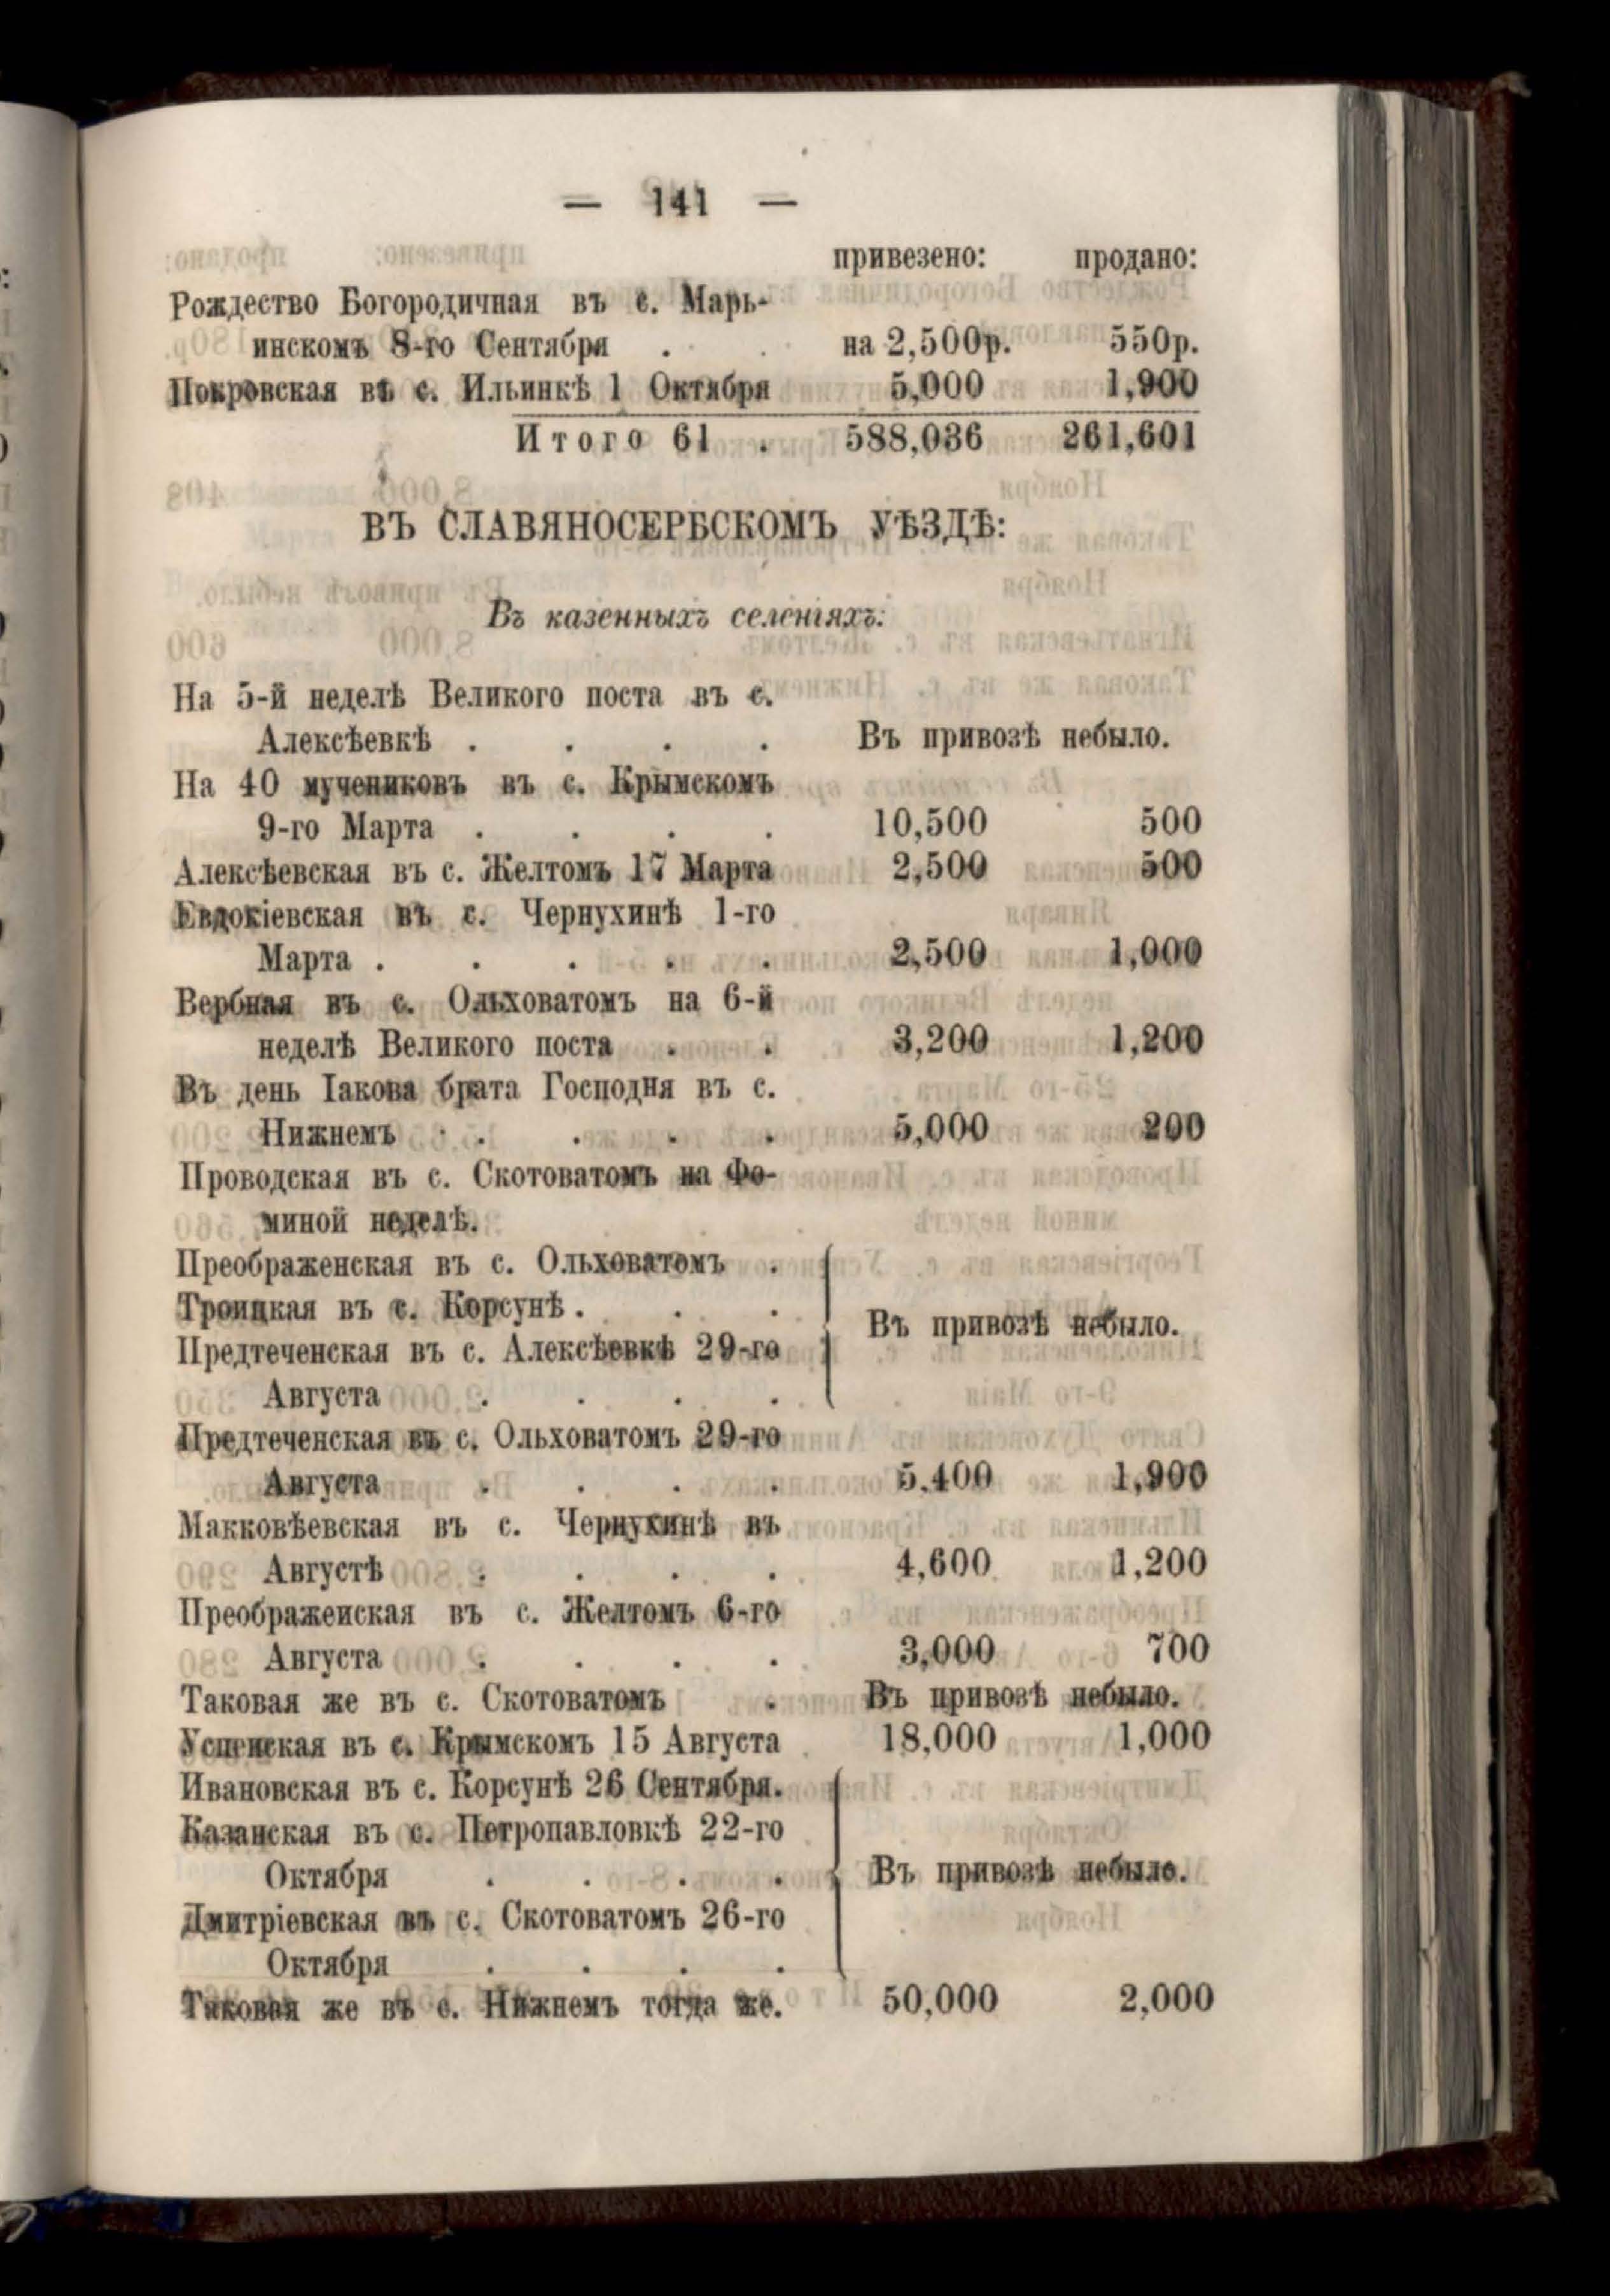 — 141 —
привезено: продано:
Рождество Богородичная въ с. Марь-
инскомъ 8-го Сентября . . на 2,500р. 550р.
Покровская въ с. Ильинкѣ 1 Октября 5,000 1,900
Итого 61 . 588,036 261,601
ВЪ СЛАВЯНОСЕРБСКОМЪ УѢЗДѢ:
Въ казенныхъ селеніяхъ:
На 5-й недѣлѣ Великого поста въ с.
Алексѣевкѣ . . . . Въ привозѣ небыло.
На 40 мучениковъ въ с. Крымскомъ
9-го Марта . . . . 10,500 500
Алексѣевская въ с. Желтомъ 17 Марта 2,500 500
Евдокіевская въ с. Чернухинѣ 1-го
Марта . . . . . 2,500 1,000
Вербная въ с. Ольховатомъ на 6-й
неделѣ Великого поста . . 3,200 1,200
Въ день Іакова брата Господня въ с.
Нижнемъ . . . . 5,000 200
Проводская въ с. Скотоватомъ на Фо-
миной неделѣ.
Преображенская въ с. Ольховатомъ .
Троицкая въ с. Корсунѣ . . .
Въ привозѣ небыло.
Предтеченская въ с. Алексѣевкѣ 29-го
Августа . . . .
Предтеченская въ с. Ольховатомъ 29-го
Августа . . . . 5,400 1,900
Макковѣевская въ с. Чернухинѣ въ
Августѣ . . . . 4,600 1,200
Преображенская въ с. Желтомъ 6-го
Августа . . . . 3,000 700
Таковая же въ с. Скотоватомъ . Въ привозѣ небыло.
Успенская въ с. Крымскомъ 15 Августа 18,000 1,000
Ивановская въ с. Корсунѣ 26 Сентября.
Казанская въ с. Петропавловкѣ 22-го
Октября . . . . Въ привозѣ небыло.
Дмитріевская въ с. Скотоватомъ 26-го
Октября . . . .
Таковая же въ с. Нижнемъ тогда же. 50,000 2,000